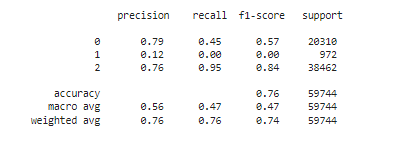 precision recall f1-score support
0 0.79 0.45 0.57 20310
1 0.12 0.00 0.00 972
2 0.76 0.95 0.84 38462
accuracy 0.76 59744
macro avg 0.56 0.47 0.47 59744
weighted avg 0.76 0.76 0.74 59744